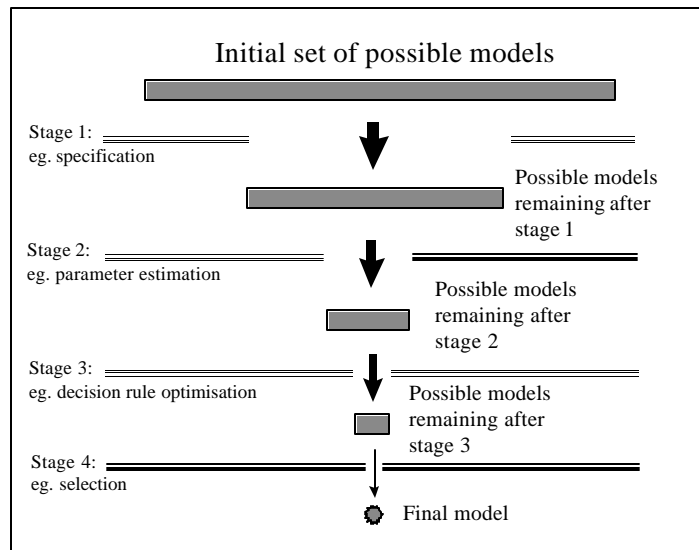 Initial set of possible models
Stage 1:
eg. specification
Possible models
remaining after
stage 1
Stage 2:
eg. parameter estimation
Possible models
remaining after
stage 2
Stage 3:
eg. decision rule optimisation
Possible models
remaining after
stage 3
Stage 4:
eg. selection
Final model